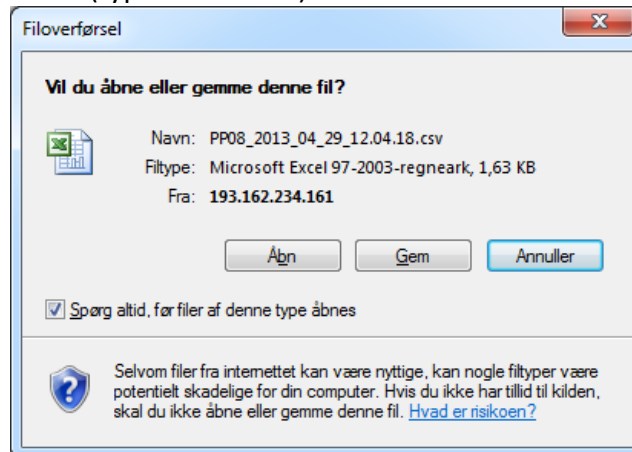 Filoverførsel
Vil du åbne eller gemme denne fil?
Navn: PP08_2013_04_29_12.04.18.csv
Filtype: Microsoft Excel 97-2003-regneark, 1,63 KB
Fra: 193.162.234.161
Åbn Gem Annuller
Spørg altid, før filer af denne type åbnes
Selvom filer fra internettet kan være nyttige, kan nogle filtyper være
potentielt skadelige for din computer. Hvis du ikke har tillid til kilden,
skal du ikke åbne eller gemme denne fil. Hvad er risikoen?